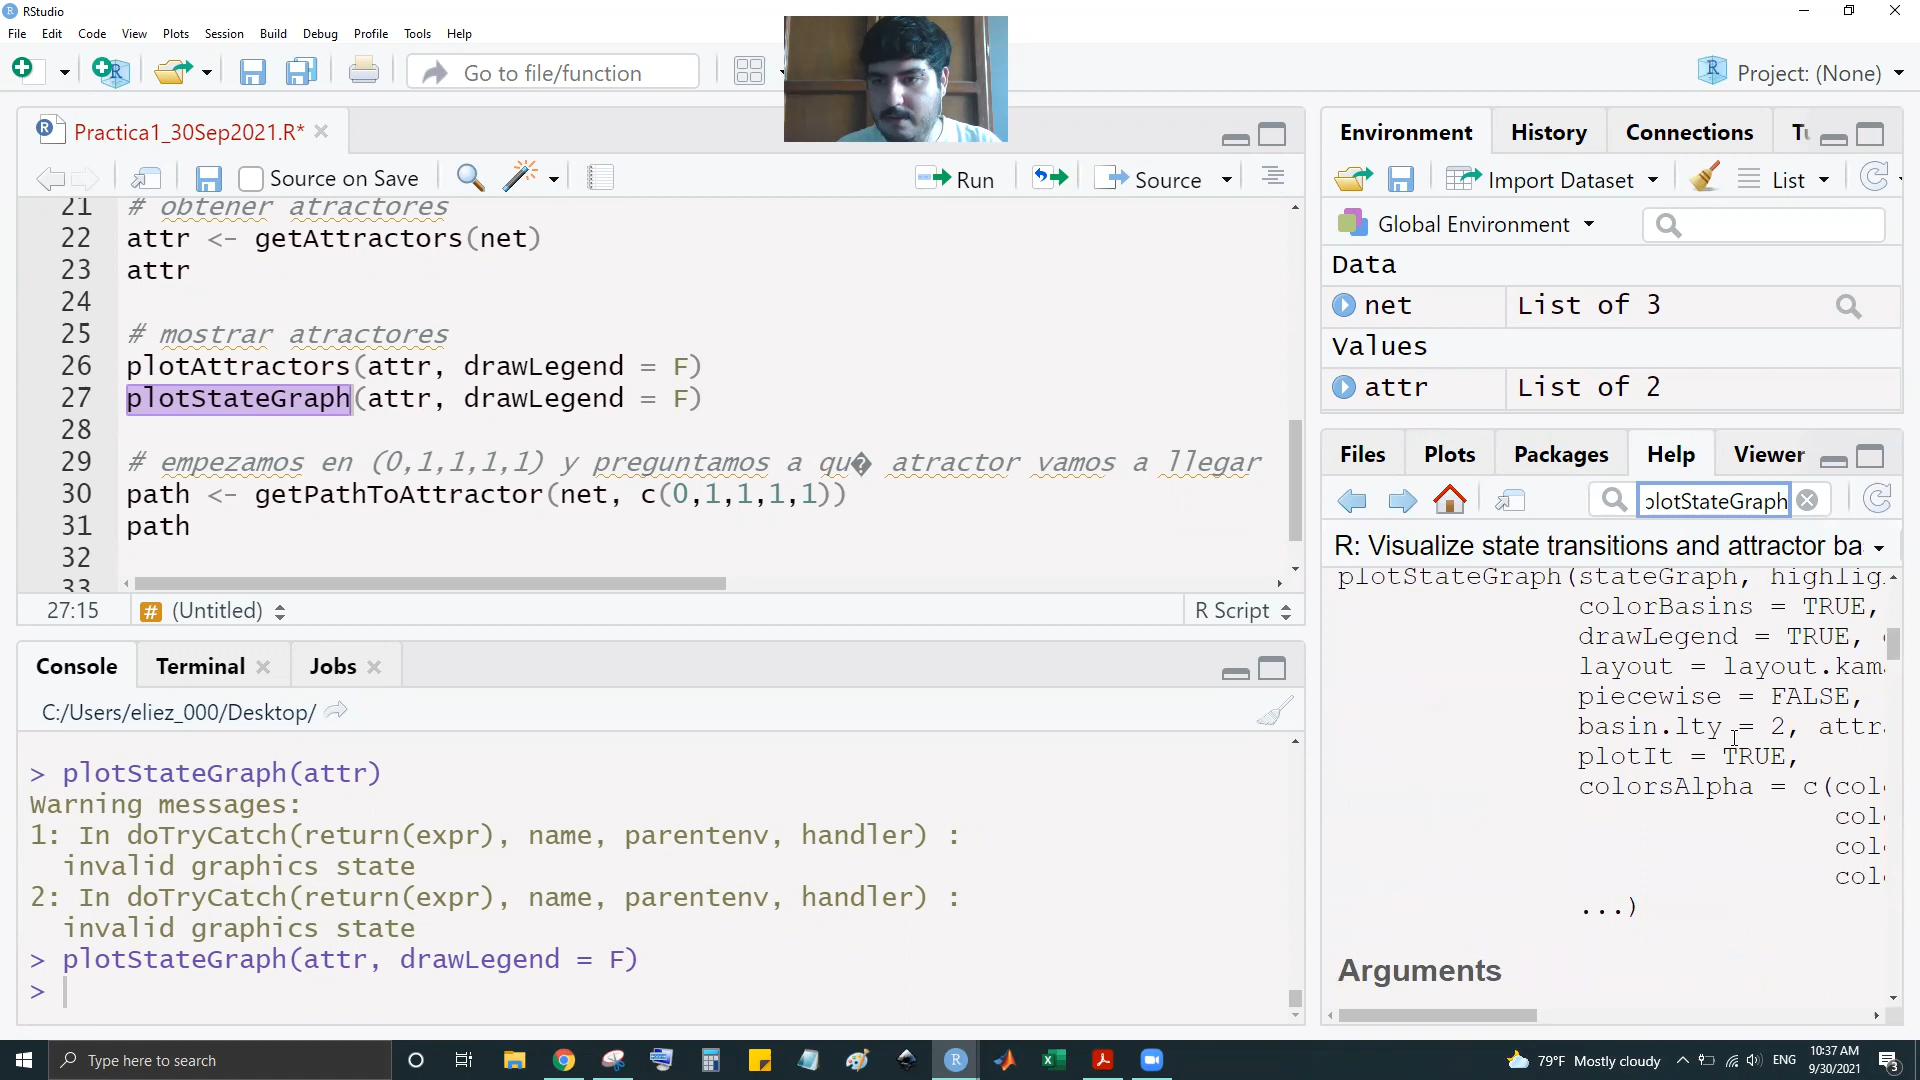 RStudio
File Edit Code View Plots Session Build Debug Profile Tools Help
Go to file/function
Project: (None)
Practica1_30Sep2021.R*
Source on Save
Run
Source
21 # obtener atractores
22 attr <- getAttractors(net)
23 attr
24
25 # mostrar atractores
26 plotAttractors(attr, drawLegend = F)
27 plotStateGraph(attr, drawLegend = F)
28
29 # empezamos en (0,1,1,1,1) y preguntamos a qu� atractor vamos a llegar
30 path <- getPathToAttractor(net, c(0,1,1,1,1))
31 path
32
33
27:15 # (Untitled) R Script
Console Terminal Jobs
C:/Users/eliez_000/Desktop/
> plotStateGraph(attr)
Warning messages:
1: In doTryCatch(return(expr), name, parentenv, handler) :
invalid graphics state
2: In doTryCatch(return(expr), name, parentenv, handler) :
invalid graphics state
> plotStateGraph(attr, drawLegend = F)
>
Environment History Connections Tu
Import Dataset List
Global Environment
Data
net List of 3
Values
attr List of 2
Files Plots Packages Help Viewer
plotStateGraph
R: Visualize state transitions and attractor ba
plotStateGraph(stateGraph, highlig
colorBasins = TRUE,
drawLegend = TRUE,
layout = layout.kam
piecewise = FALSE,
basin.lty = 2, attr
plotIt = TRUE,
colorsAlpha = c(col
col
col
col
...)
Arguments
Type here to search
79°F Mostly cloudy ENG
10:37 AM
9/30/2021
3